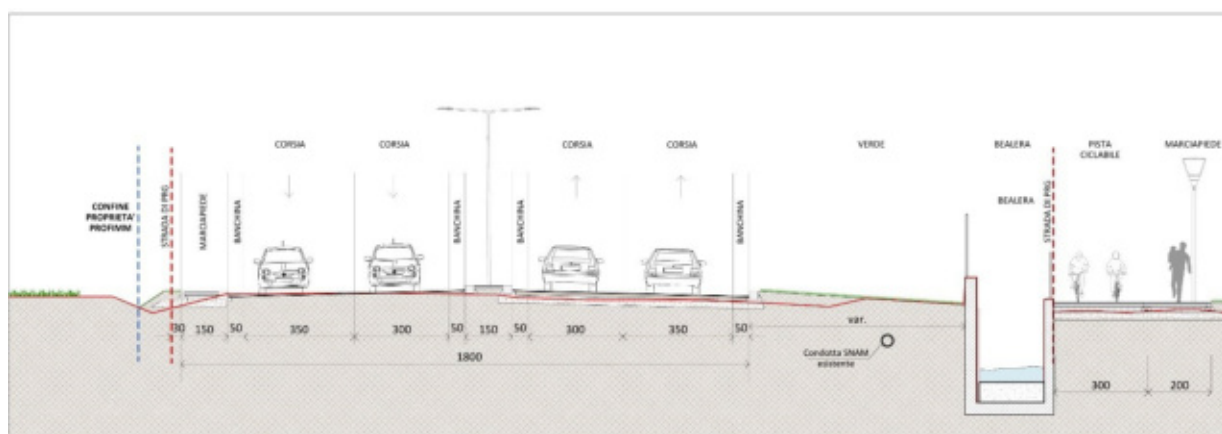 CORSIA
CORSIA
CORSIA
CORSIA
VERDE
BEALERA
PISTA
CICLABILE
MARCIAPIEDE
CONFINE
PROPRIETA'
PROFIMM
STRADA DI PRG
MARCIAPIEDE
BANCHINA
BANCHINA
BANCHINA
BANCHINA
BEALERA
STRADA DI PRG
30
150
50
350
300
50
150
50
300
350
50
var.
Condotta SNAM
esistente
1800
300
200